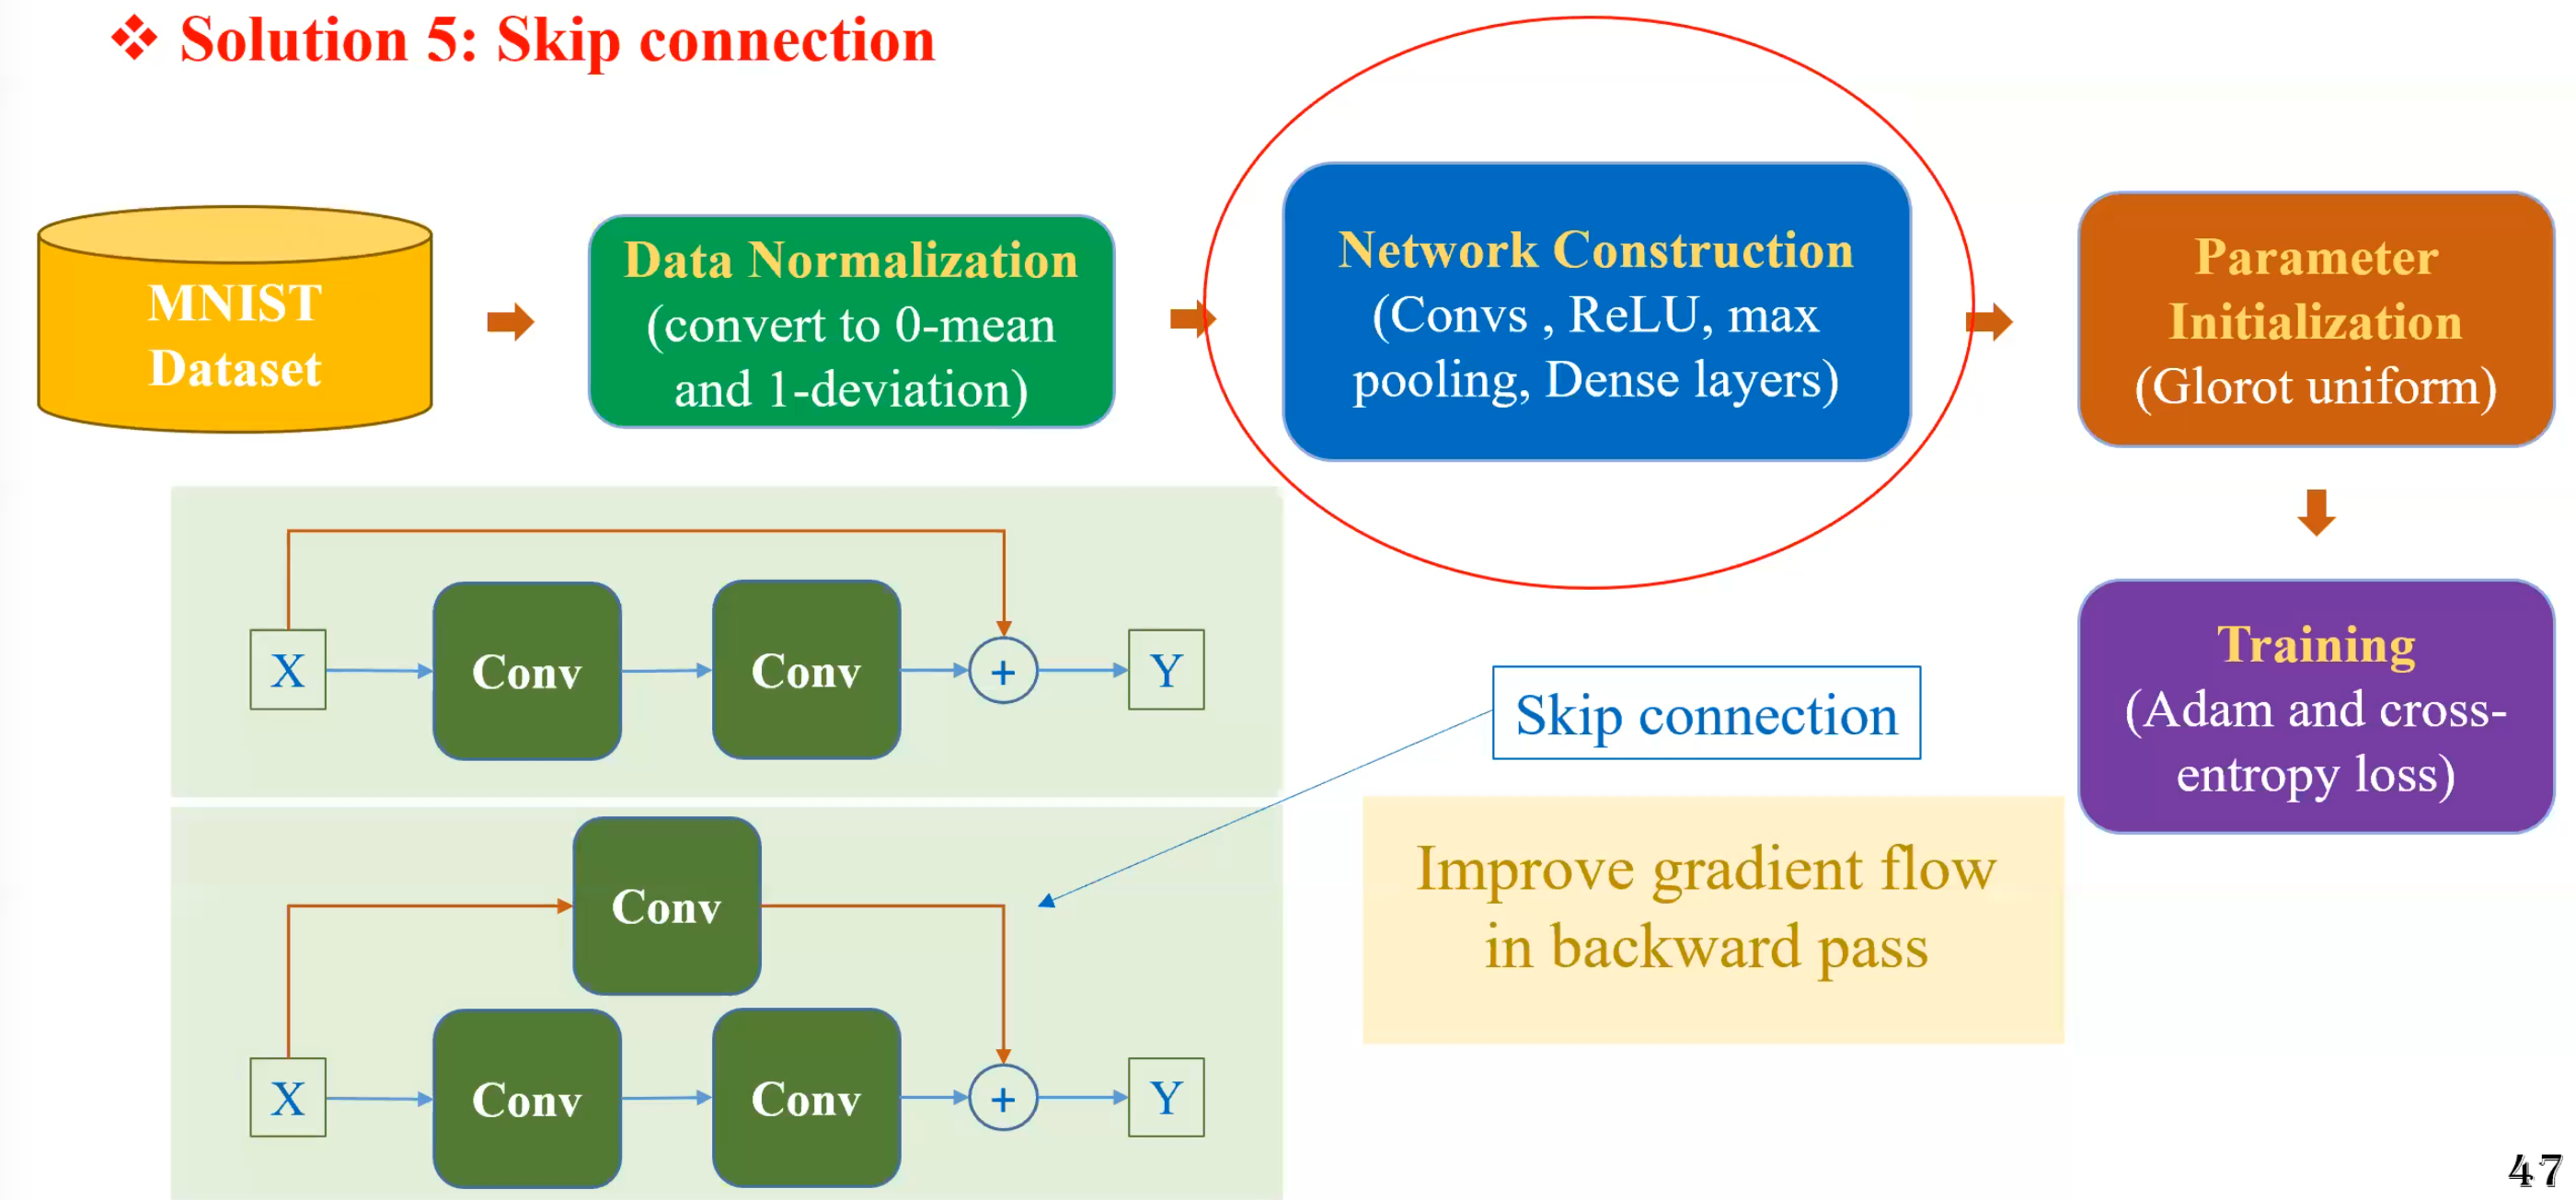 ❖ Solution 5: Skip connection
MNIST
Dataset
Data Normalization
(convert to 0-mean
and 1-deviation)
Network Construction
(Convs , ReLU, max
pooling, Dense layers)
Parameter
Initialization
(Glorot uniform)
Training
(Adam and cross-
entropy loss)
X
Conv
Conv
+
Y
Skip connection
Improve gradient flow
in backward pass
Conv
X
Conv
Conv
+
Y
47